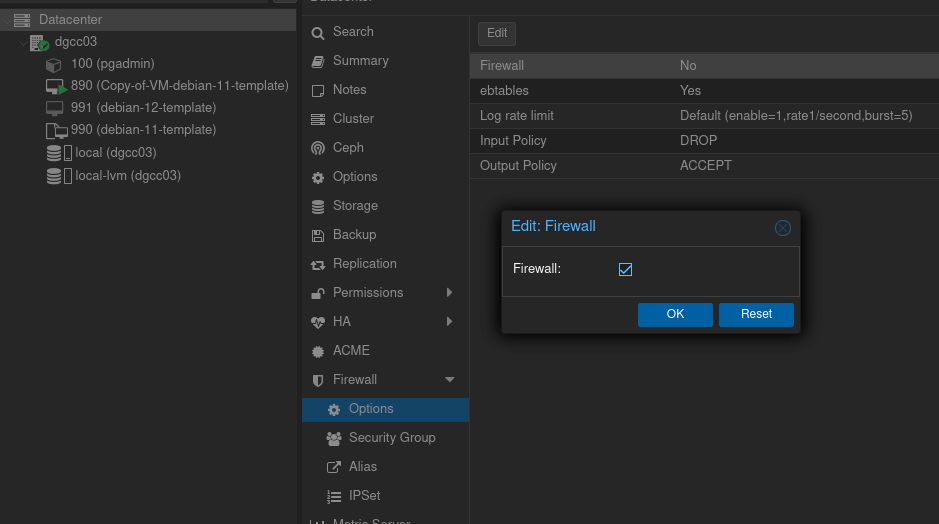 Datacenter
dgcc03
100 (pgadmin)
890 (Copy-of-VM-debian-11-template)
991 (debian-12-template)
990 (debian-11-template)
local (dgcc03)
local-lvm (dgcc03)
Search
Summary
Notes
Cluster
Ceph
Options
Storage
Backup
Replication
Permissions
HA
ACME
Firewall
Options
Security Group
Alias
IPSet
Metric Server
Edit
Firewall No
ebtables Yes
Log rate limit Default (enable=1,rate1/second,burst=5)
Input Policy DROP
Output Policy ACCEPT
Edit: Firewall
Firewall:
OK Reset